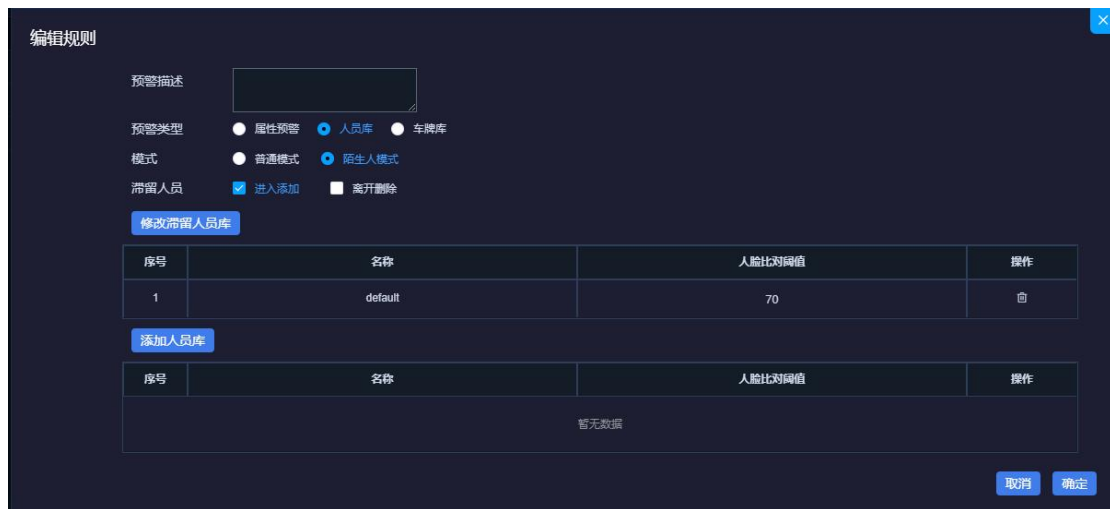 编辑规则
预警描述
预警类型 属性预警 人员库 车牌库
模式 普通模式 陌生人模式
滞留人员 进入添加 离开删除
修改滞留人员库
序号 名称 人脸比对阈值 操作
1 default 70
添加人员库
序号 名称 人脸比对阈值 操作
暂无数据
取消 确定